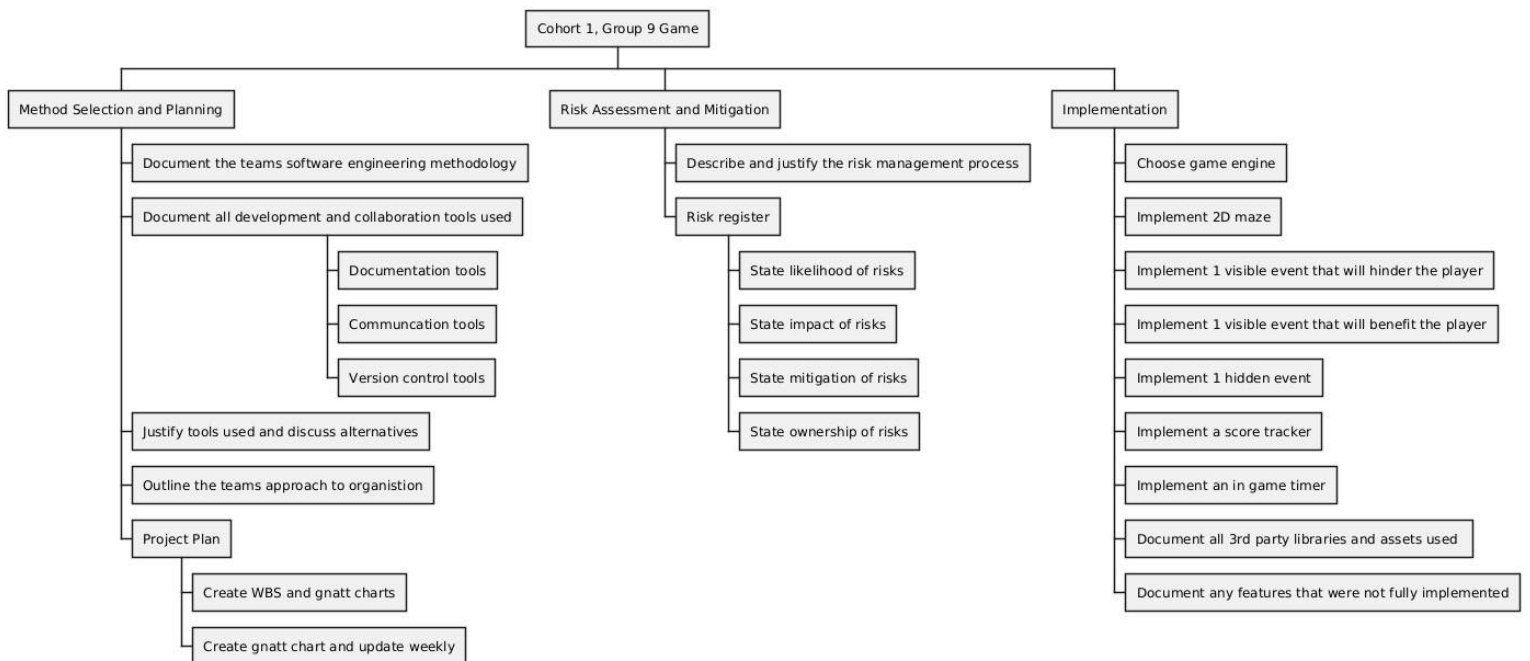 Cohort 1, Group 9 Game
Method Selection and Planning
Document the teams software engineering methodology
Document all development and collaboration tools used
Documentation tools
Communcation tools
Version control tools
Justify tools used and discuss alternatives
Outline the teams approach to organistion
Project Plan
Create WBS and gnatt charts
Create gnatt chart and update weekly
Risk Assessment and Mitigation
Describe and justify the risk management process
Risk register
State likelihood of risks
State impact of risks
State mitigation of risks
State ownership of risks
Implementation
Choose game engine
Implement 2D maze
Implement 1 visible event that will hinder the player
Implement 1 visible event that will benefit the player
Implement 1 hidden event
Implement a score tracker
Implement an in game timer
Document all 3rd party libraries and assets used
Document any features that were not fully implemented